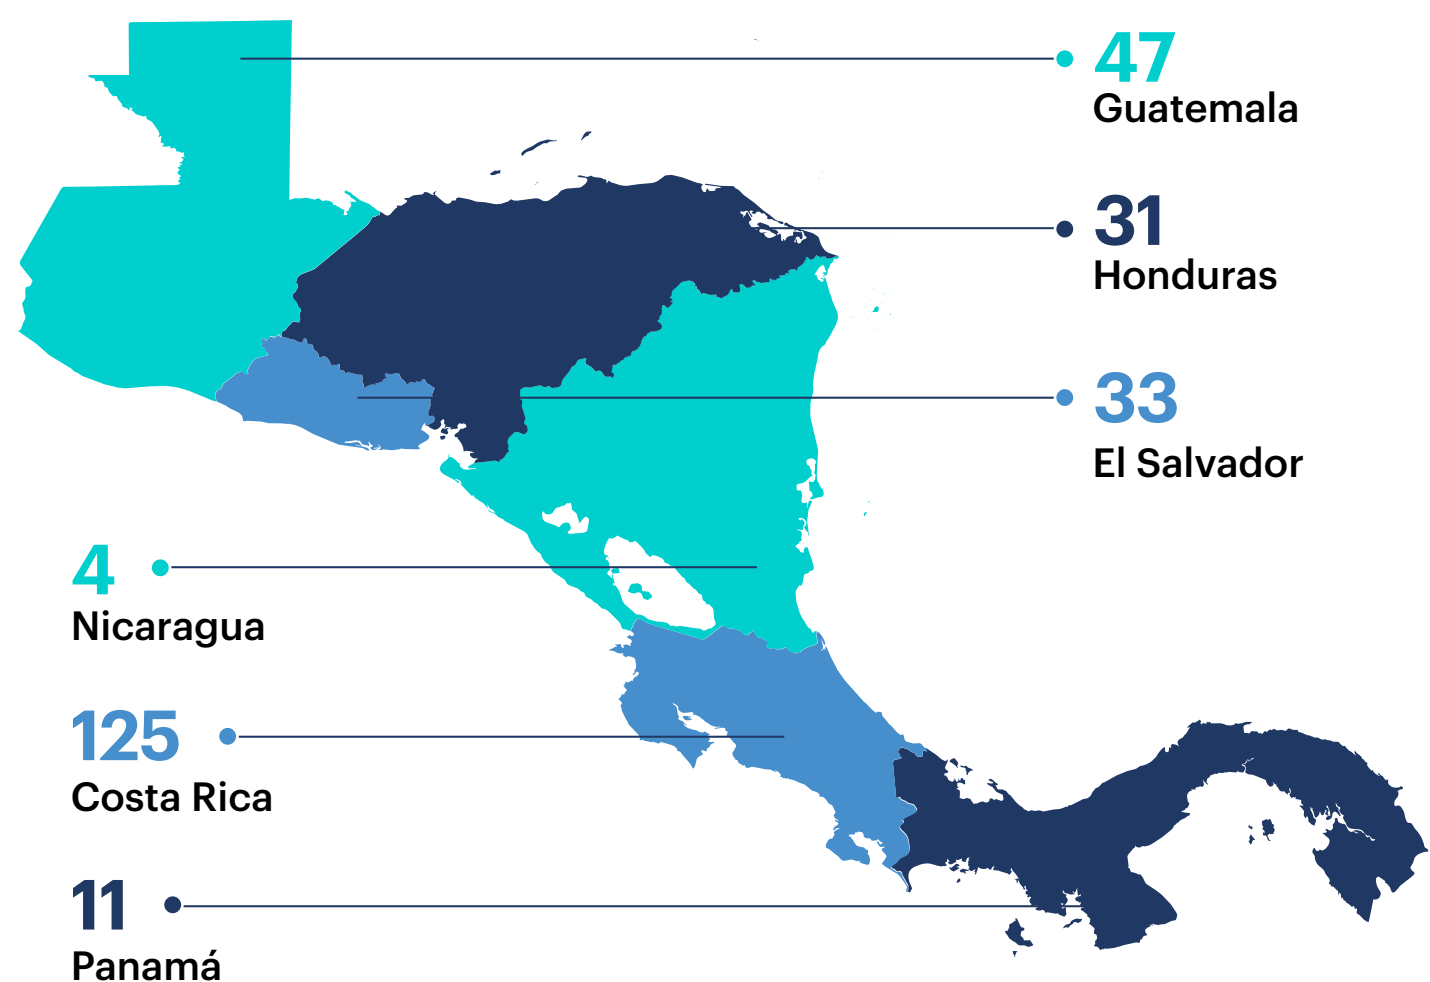 47
Guatemala
31
Honduras
33
El Salvador
4
Nicaragua
125
Costa Rica
11
Panamá